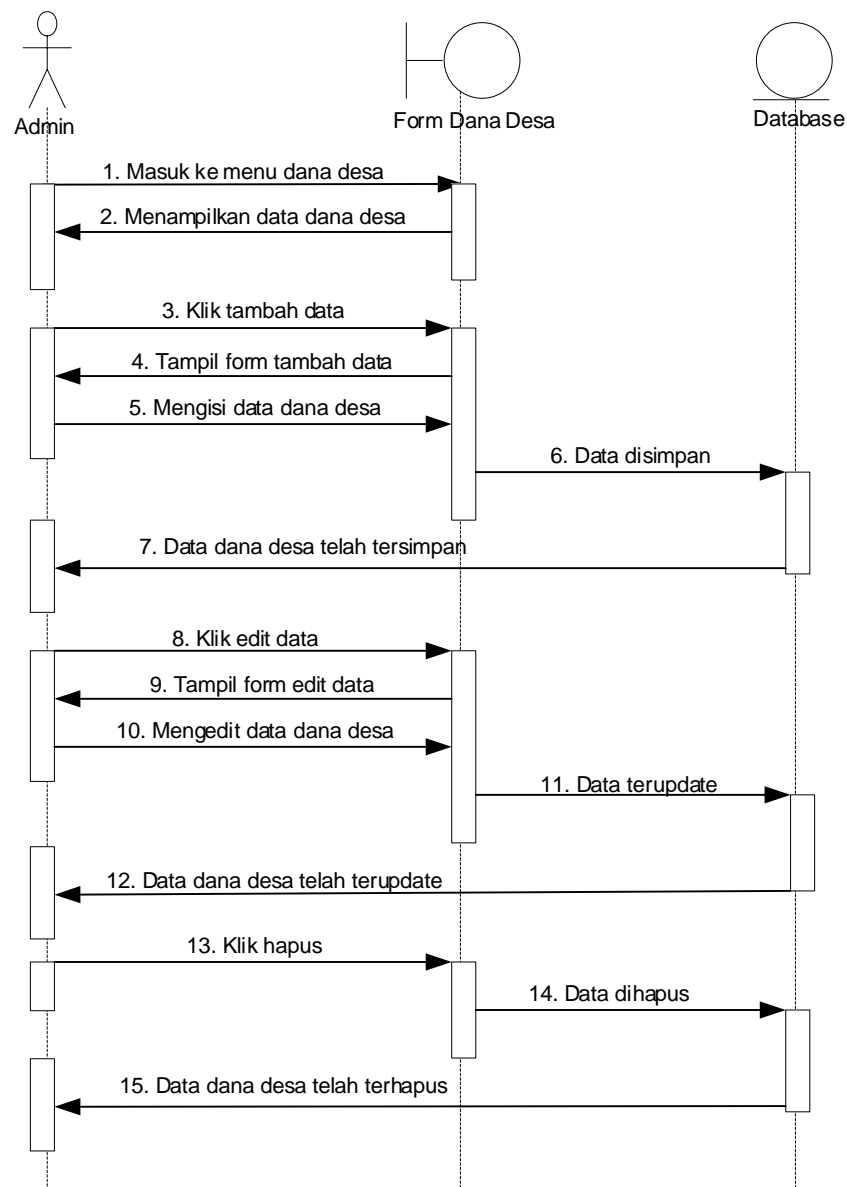 Admin
Form Dana Desa
Database
1. Masuk ke menu dana desa
2. Menampilkan data dana desa
3. Klik tambah data
4. Tampil form tambah data
5. Mengisi data dana desa
6. Data disimpan
7. Data dana desa telah tersimpan
8. Klik edit data
9. Tampil form edit data
10. Mengedit data dana desa
11. Data terupdate
12. Data dana desa telah terupdate
13. Klik hapus
14. Data dihapus
15. Data dana desa telah terhapus